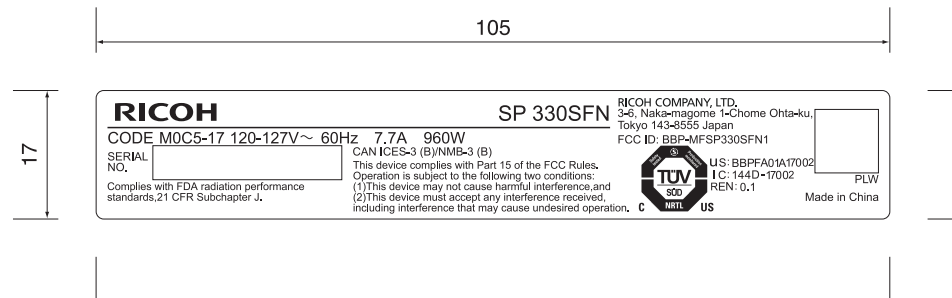 105
17
RICOH
SP 330SFN
CODE M0C5-17 120-127V～ 60Hz 7.7A 960W
SERIAL
NO.
Complies with FDA radiation performance
standards,21 CFR Subchapter J.
CAN ICES-3 (B)/NMB-3 (B)
This device complies with Part 15 of the FCC Rules.
Operation is subject to the following two conditions:
(1)This device may not cause harmful interference,and
(2)This device must accept any interference received,
including interference that may cause undesired operation.
RICOH COMPANY, LTD.
3-6, Naka-magome 1-Chome Ohta-ku,
Tokyo 143-8555 Japan
FCC ID: BBP-MFSP330SFN1
TÜV
SÜD
NRTL
C US
US: BBPFA01A17002
IC: 144D-17002
REN: 0.1
PLW
Made in China